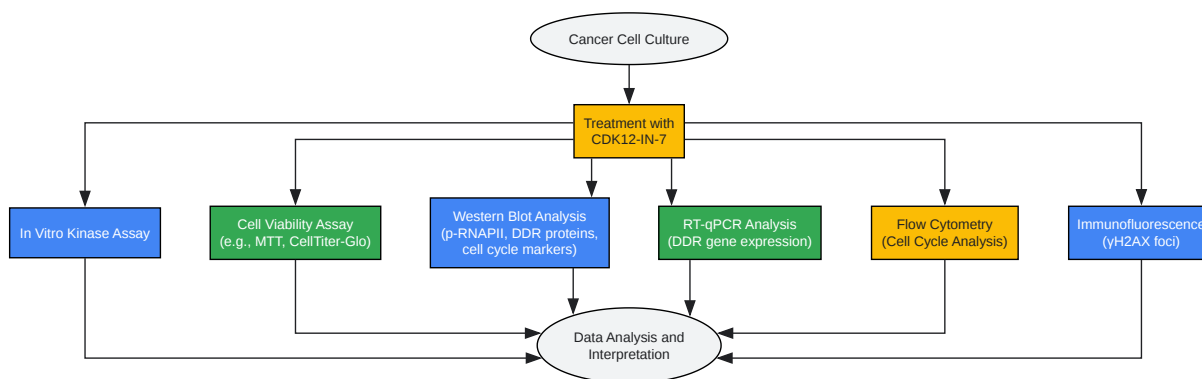 Cancer Cell Culture
Treatment with
CDK12-IN-7
In Vitro Kinase Assay
Cell Viability Assay
(e.g., MTT, CellTiter-Glo)
Western Blot Analysis
(p-RNAPII, DDR proteins,
cell cycle markers)
RT-qPCR Analysis
(DDR gene expression)
Flow Cytometry
(Cell Cycle Analysis)
Immunofluorescence
(γH2AX foci)
Data Analysis and
Interpretation